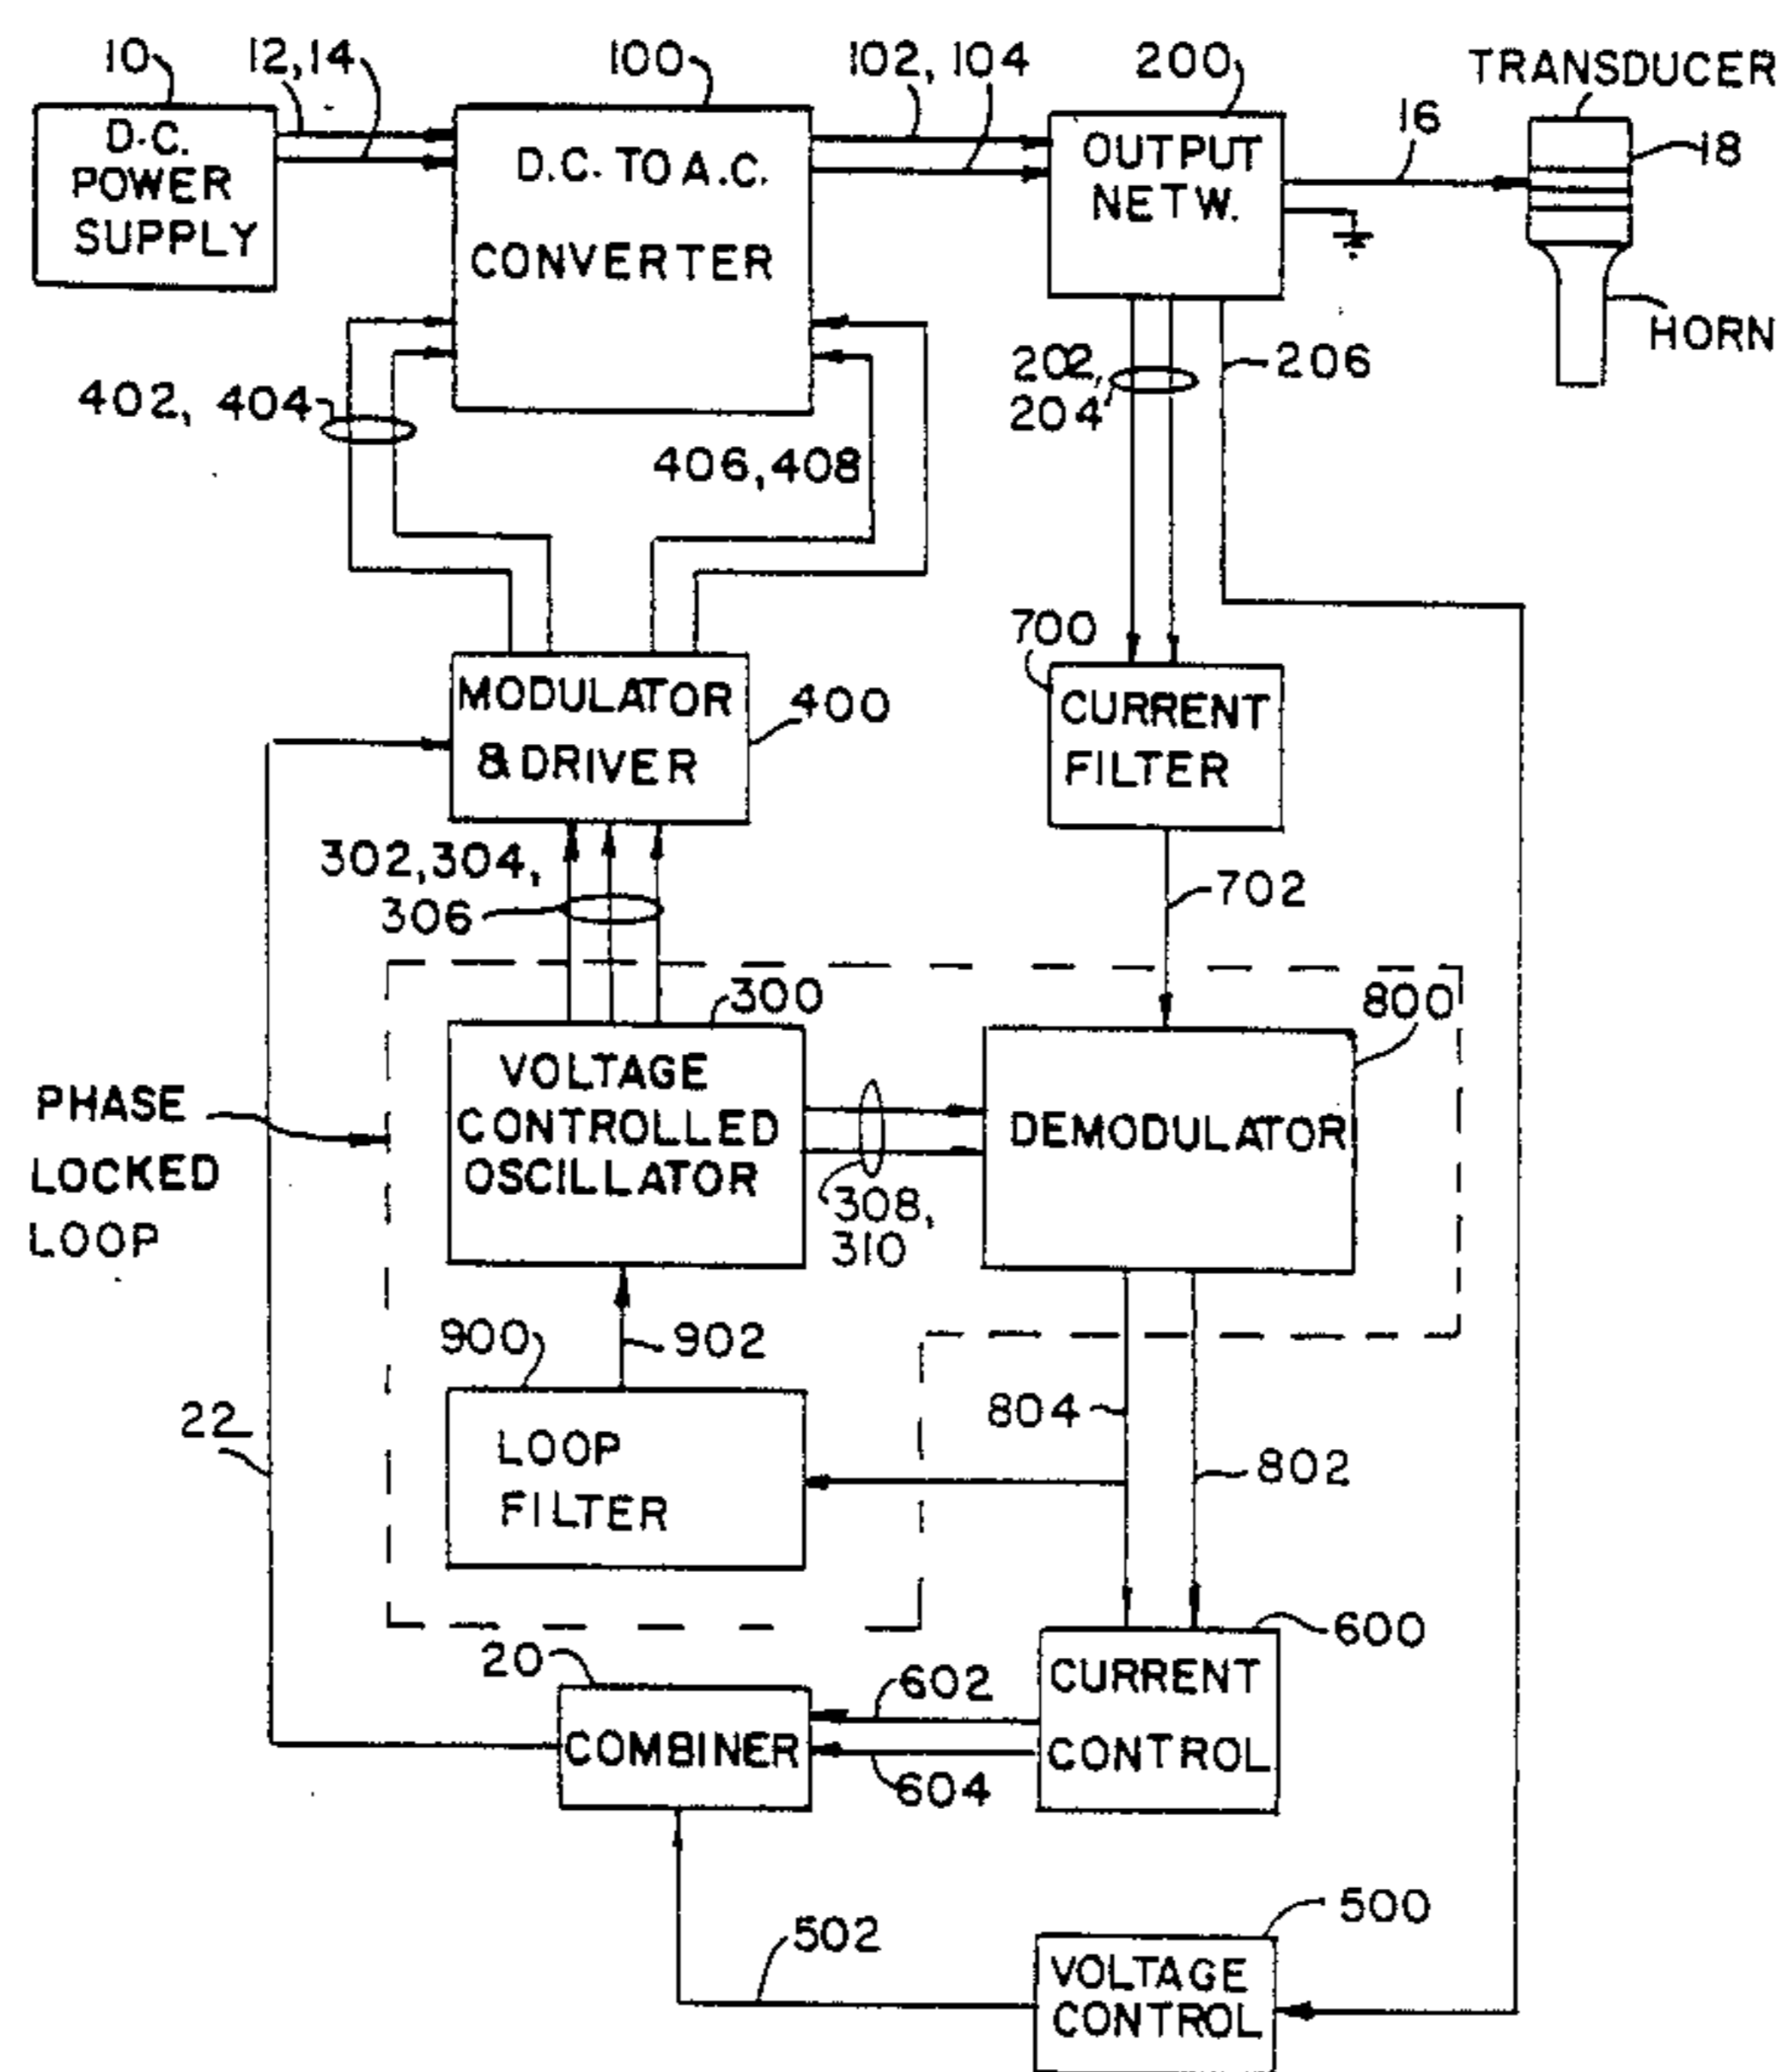 10
12,14
100
102, 104
200
TRANSDUCER
D.C.
POWER
SUPPLY
D.C. TO A.C.
CONVERTER
OUTPUT
NETW.
16
18
HORN
402, 404
406,408
202,
204
206
MODULATOR
& DRIVER
400
700
CURRENT
FILTER
302,304,
306
702
300
800
VOLTAGE
CONTROLLED
OSCILLATOR
DEMODULATOR
PHASE
LOCKED
LOOP
308,
310
900
902
LOOP
FILTER
804
802
22
20
COMBINER
602
604
600
CURRENT
CONTROL
502
500
VOLTAGE
CONTROL